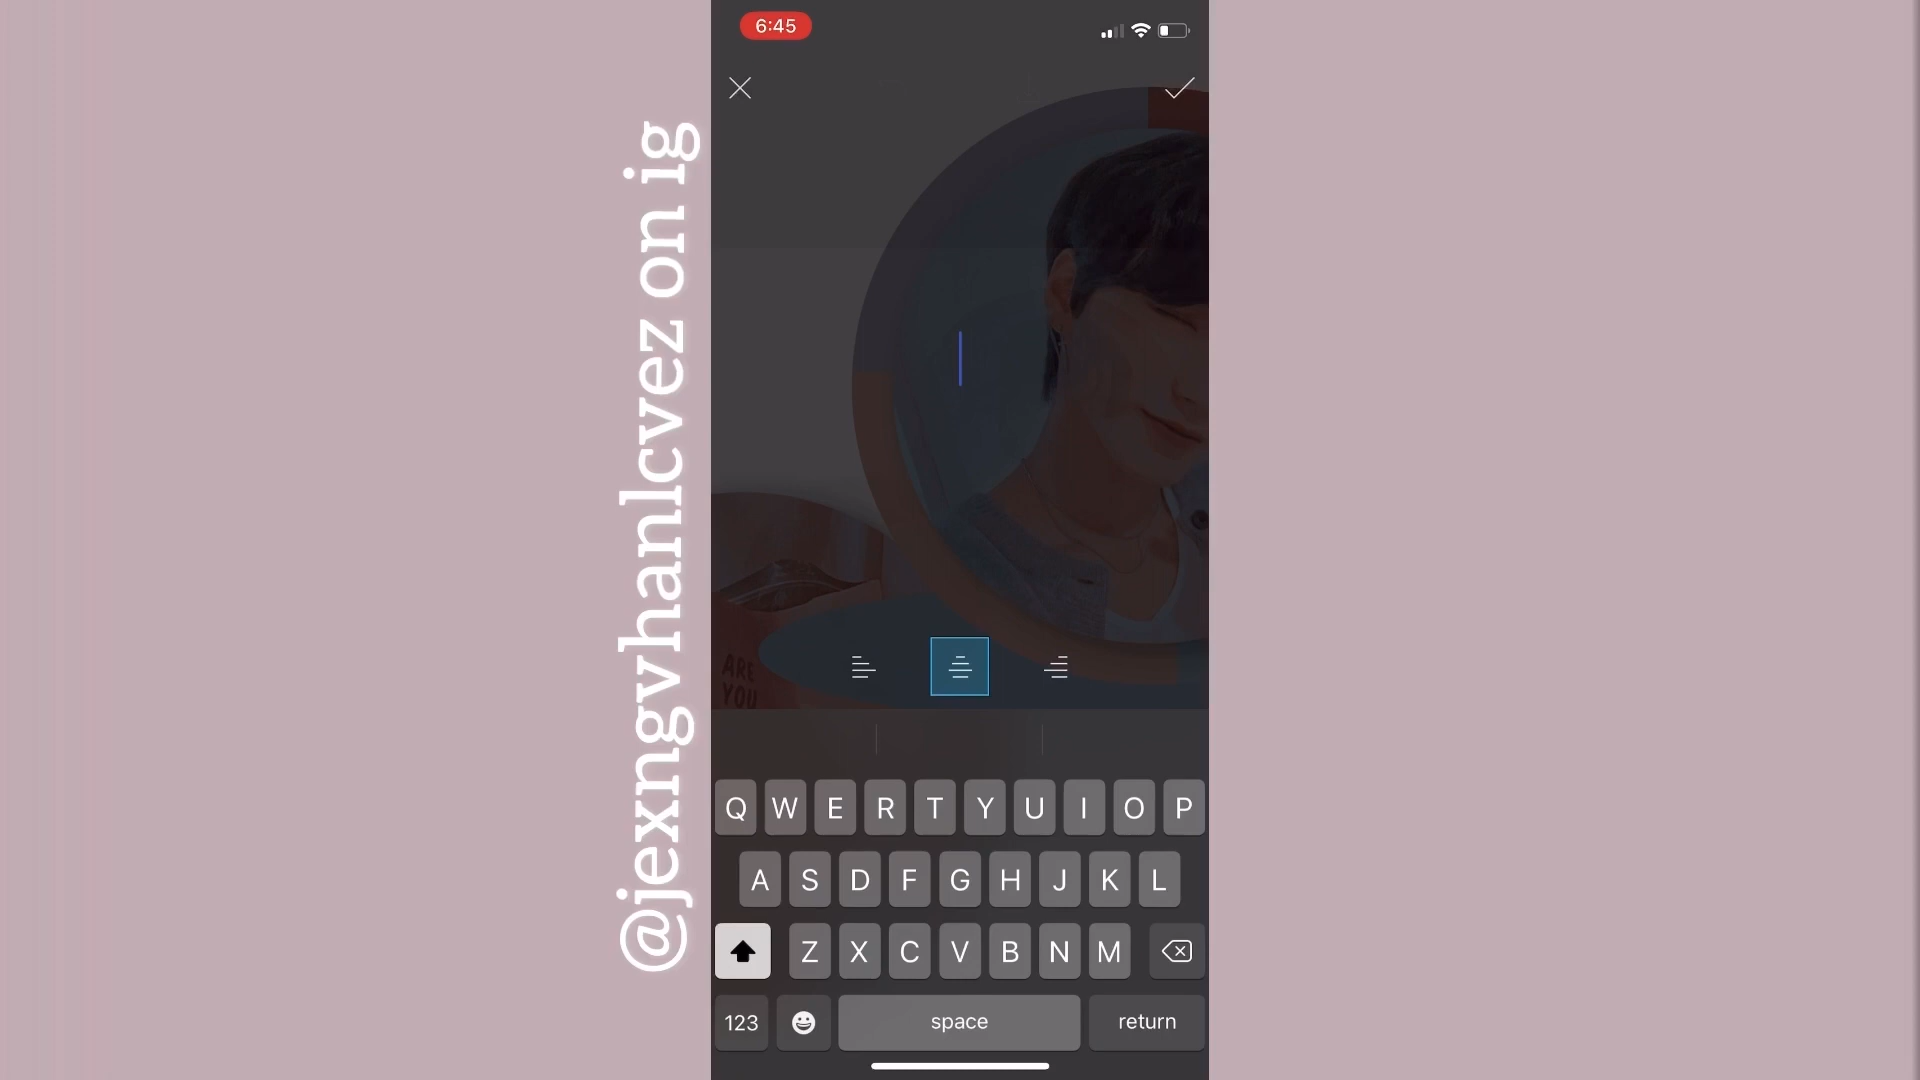 @jexngvhanlcvez on ig
6:45
ARE
YOU
Q W E R T Y U I O P
A S D F G H J K L
Z X C V B N M
123 space return